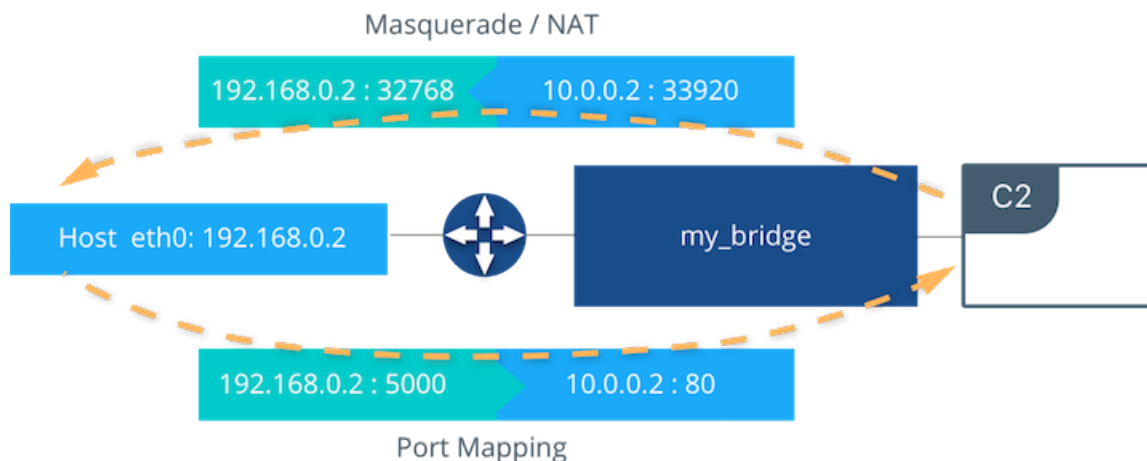 Masquerade / NAT
192.168.0.2 : 32768
10.0.0.2 : 33920
C2
Host eth0: 192.168.0.2
my_bridge
192.168.0.2 : 5000
10.0.0.2 : 80
Port Mapping